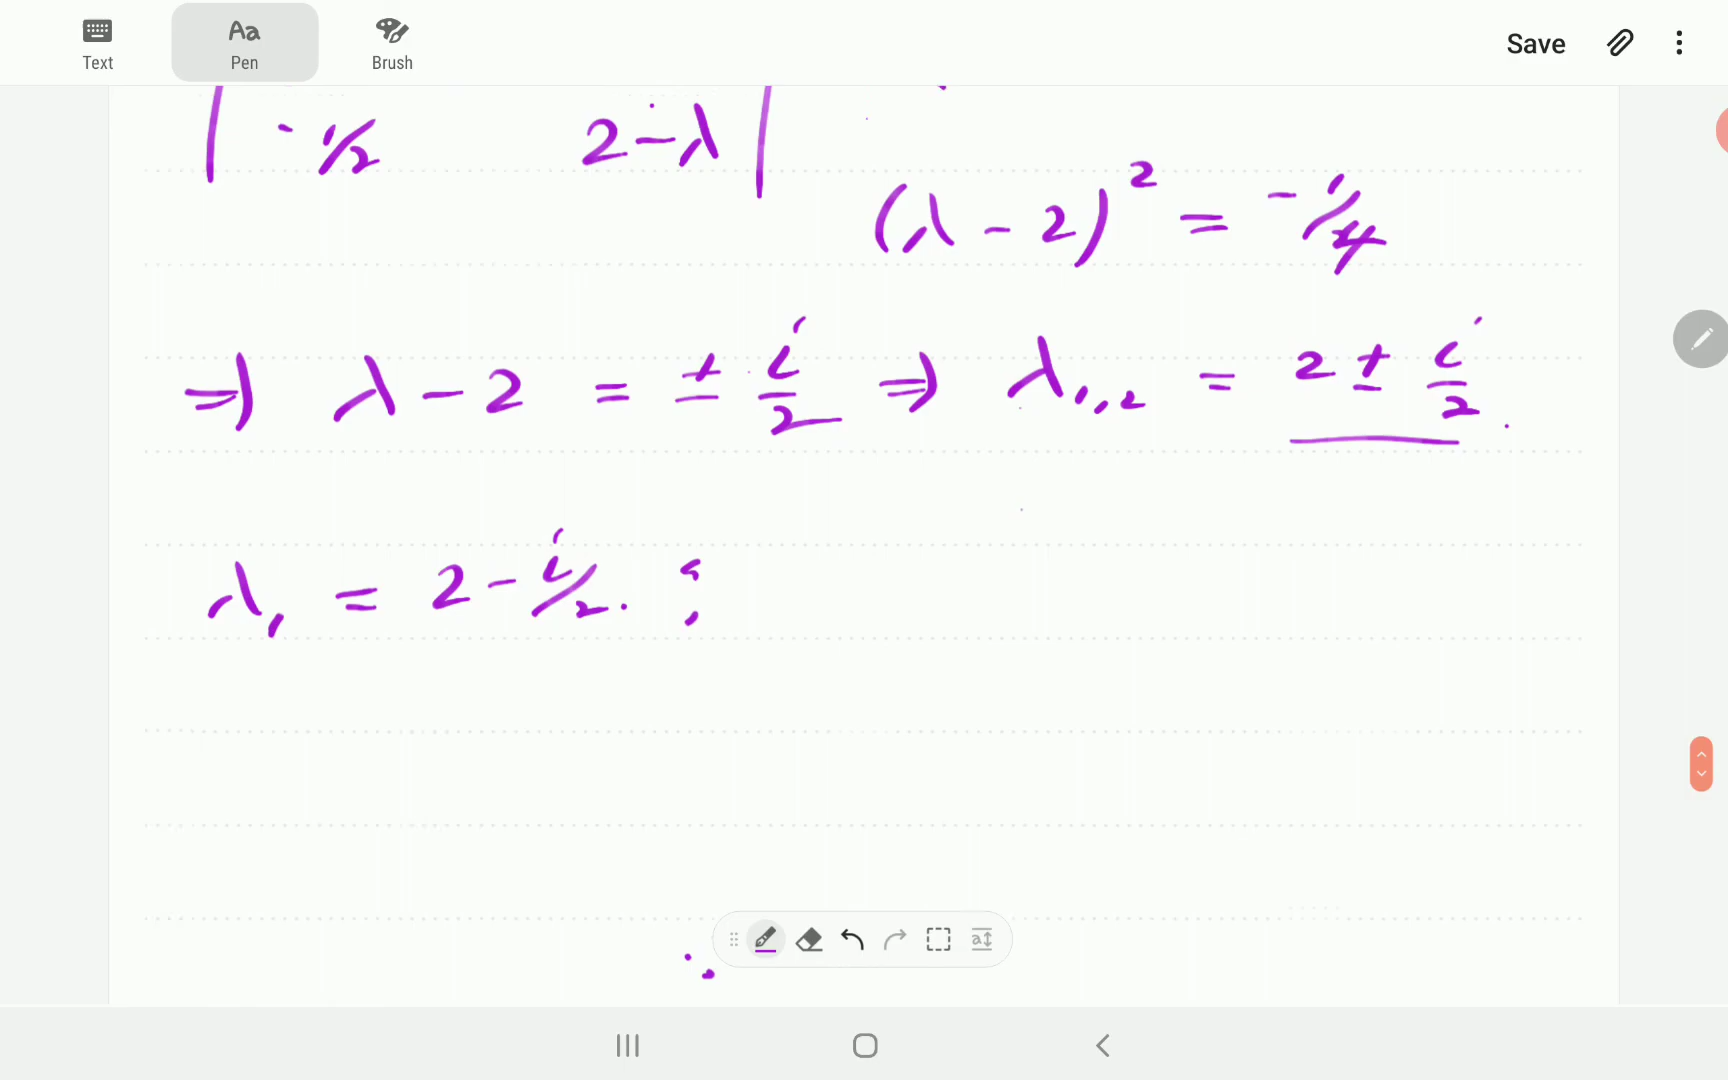 Text Pen Brush Save
| -1/2 2-λ |
(λ - 2)² = -1/4
⇒ λ - 2 = ± i/2 ⇒ λ₁,₂ = 2 ± i/2.
λ₁ = 2 - i/2. ;